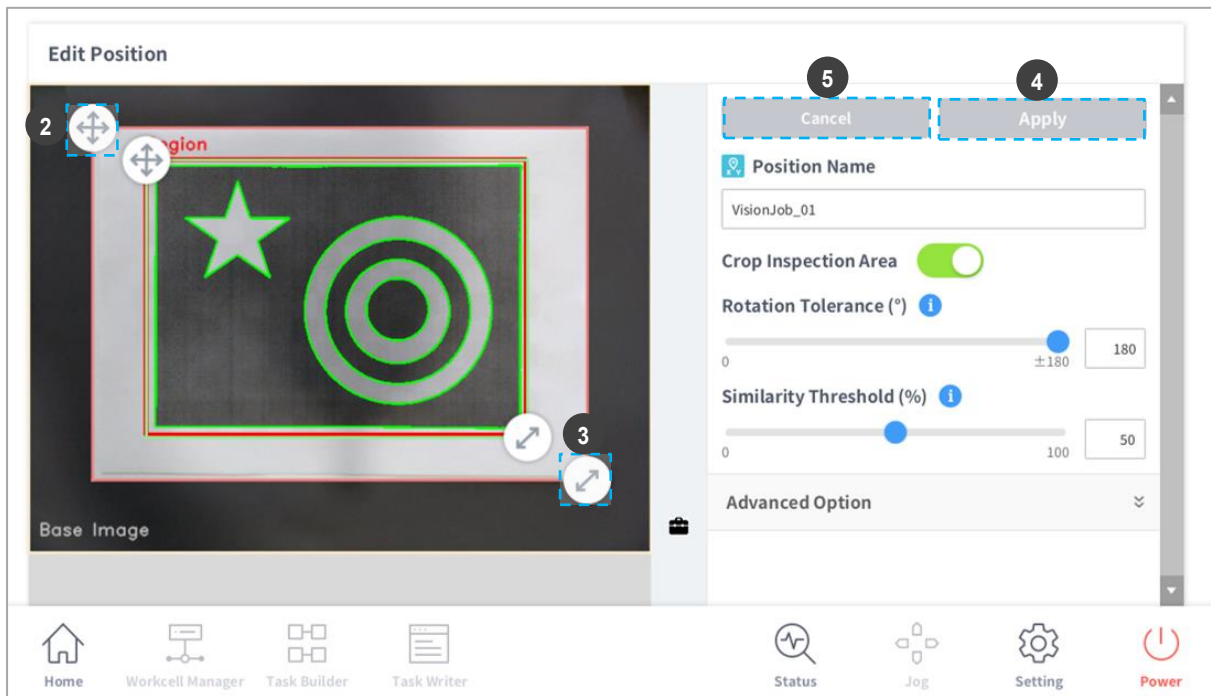 Edit Position
5
4
2
Cancel
Apply
egion
Position Name
VisionJob_01
Crop Inspection Area
Rotation Tolerance (°)
i
0
±180
180
Similarity Threshold (%)
i
0
100
50
3
Advanced Option
Base Image
Home
Workcell Manager
Task Builder
Task Writer
Status
Jog
Setting
Power